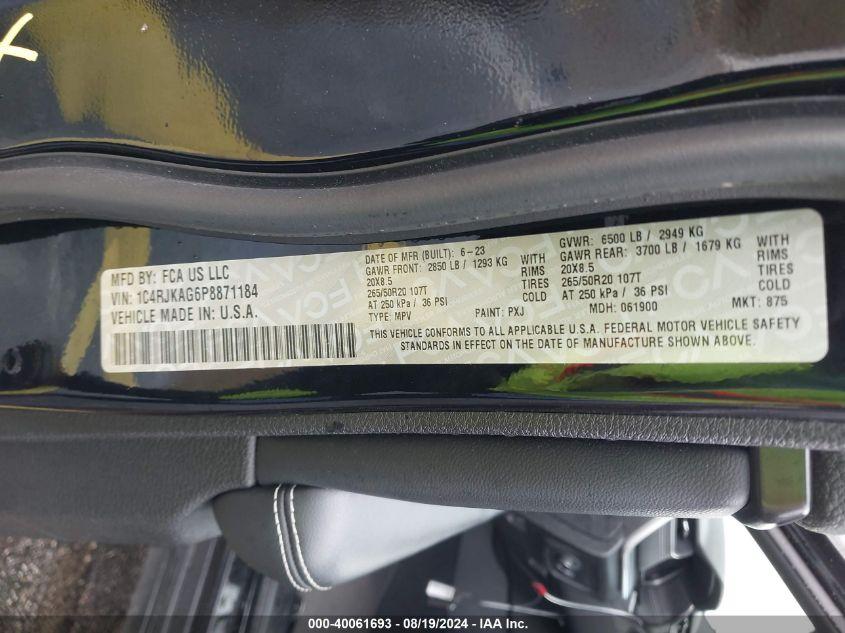 MFD BY: FCA US LLC
VIN: 1C4RJKAG6P8871184
VEHICLE MADE IN: U.S.A.
DATE OF MFR (BUILT): 6-23
GVWR: 6500 LB / 2949 KG
GAWR FRONT: 2850 LB / 1293 KG WITH
GAWR REAR: 3700 LB / 1679 KG WITH
20X8.5 RIMS
20X8.5 RIMS
265/50R20 107T TIRES
265/50R20 107T TIRES
AT 250 kPa / 36 PSI COLD
AT 250 kPa / 36 PSI COLD
TYPE: MPV PAINT: PXJ MDH: 061900 MKT: 875
THIS VEHICLE CONFORMS TO ALL APPLICABLE U.S.A. FEDERAL MOTOR VEHICLE SAFETY
STANDARDS IN EFFECT ON THE DATE OF MANUFACTURE SHOWN ABOVE.
000-40061693 - 08/19/2024 - IAA Inc.